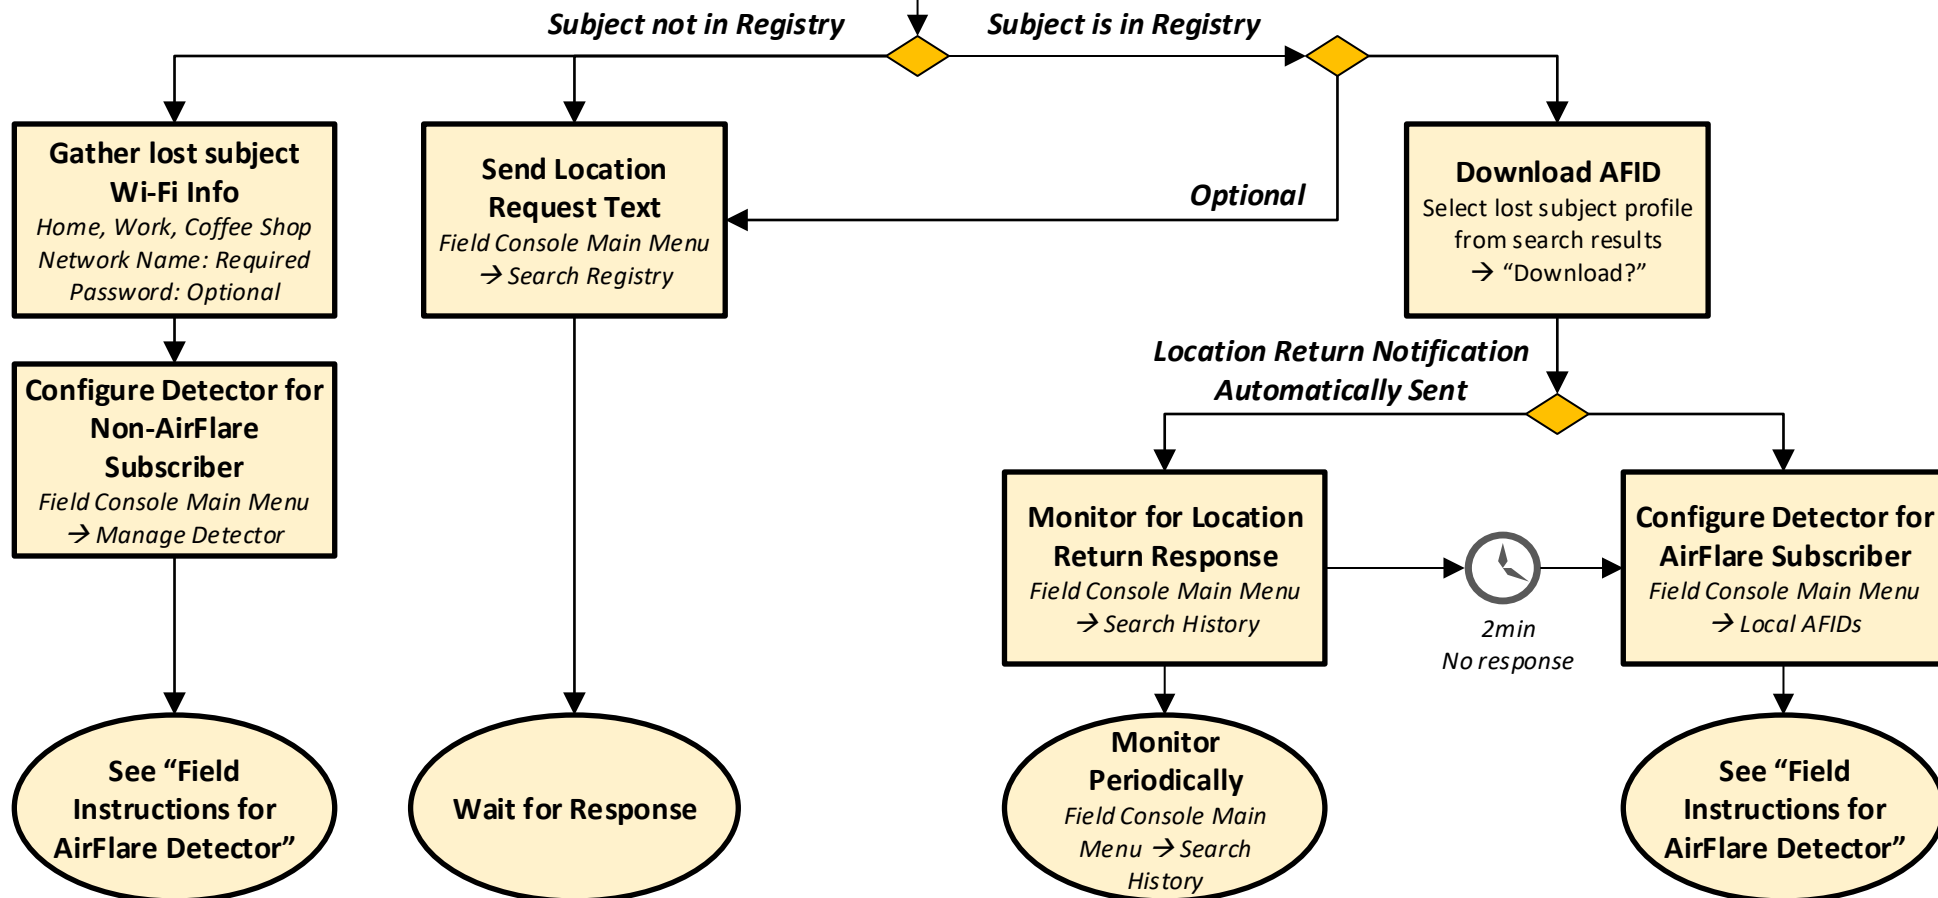 Subject not in Registry
Subject is in Registry
Gather lost subject
Wi-Fi Info
Home, Work, Coffee Shop
Network Name: Required
Password: Optional
Send Location
Request Text
Field Console Main Menu
→ Search Registry
Optional
Download AFID
Select lost subject profile
from search results
→ “Download?”
Location Return Notification
Automatically Sent
Configure Detector for
Non-AirFlare
Subscriber
Field Console Main Menu
→ Manage Detector
Monitor for Location
Return Response
Field Console Main Menu
→ Search History
2min
No response
Configure Detector for
AirFlare Subscriber
Field Console Main Menu
→ Local AFIDs
See “Field
Instructions for
AirFlare Detector”
Wait for Response
Monitor
Periodically
Field Console Main
Menu → Search
History
See “Field
Instructions for
AirFlare Detector”